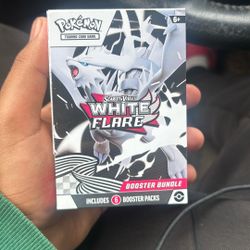 POKÉMON
TRADING CARD GAME
6+
SCARLET & VIOLET
WHITE
FLARE
BOOSTER BUNDLE
INCLUDES 6 BOOSTER PACKS